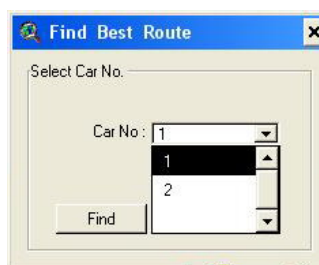 Find Best Route
Select Car No.
Car No : 1
1
2
Find